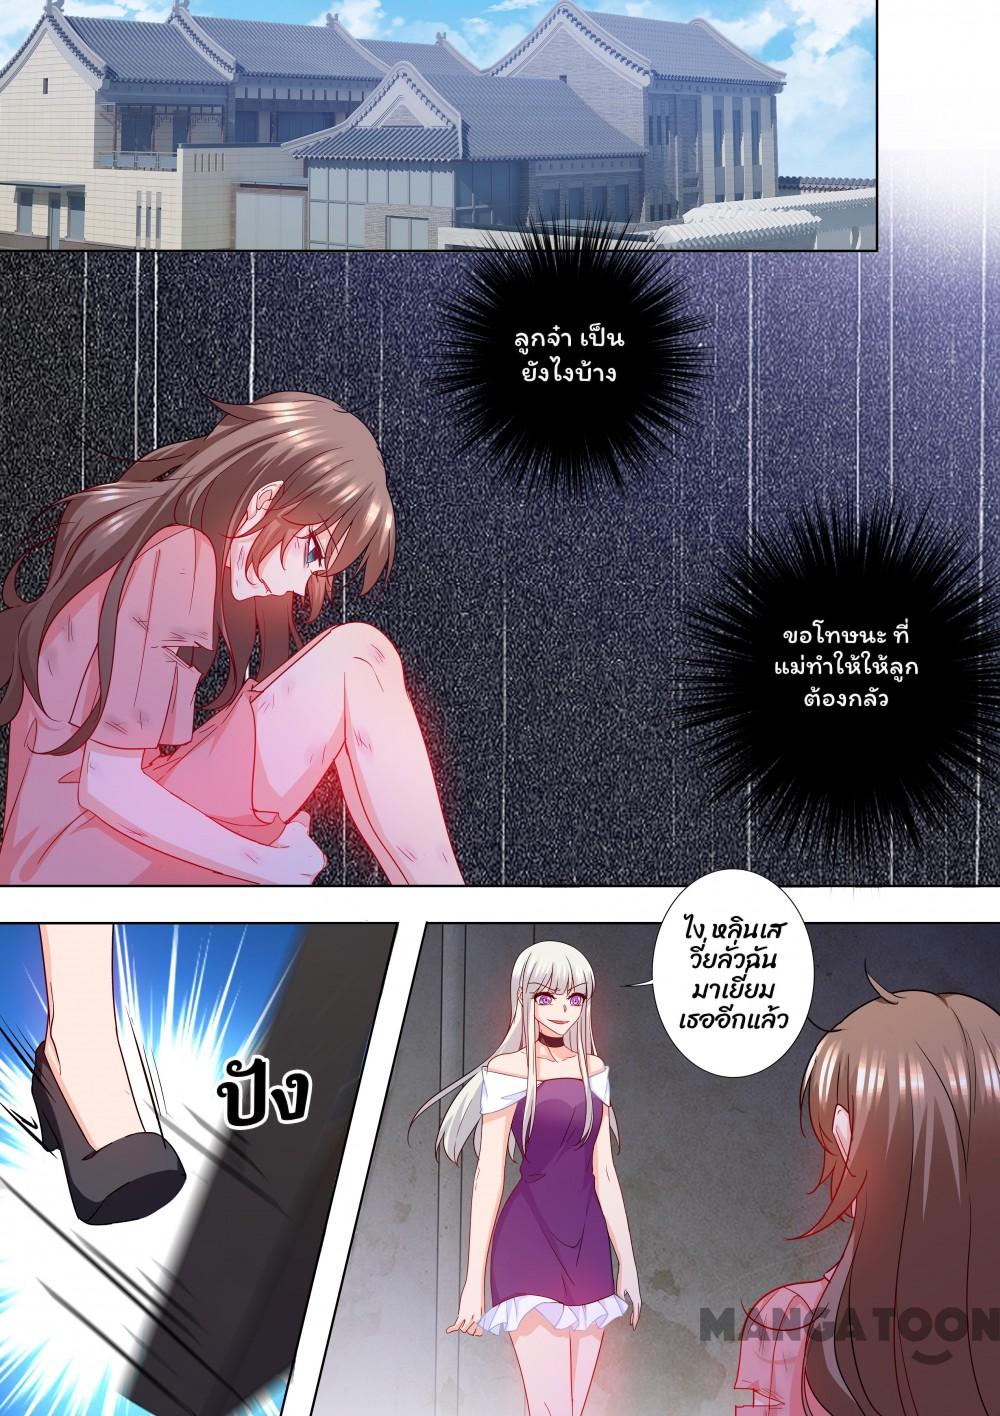 ลูกจ๋า เป็น
ยังไงบ้าง
ขอโทษนะ ที่
แม่ทำให้ให้ลูก
ต้องกลัว
ปัง
ไง หลินเส
วี่ยลั่วฉัน
มาเยี่ยม
เธออีกแล้ว
MANGATOON